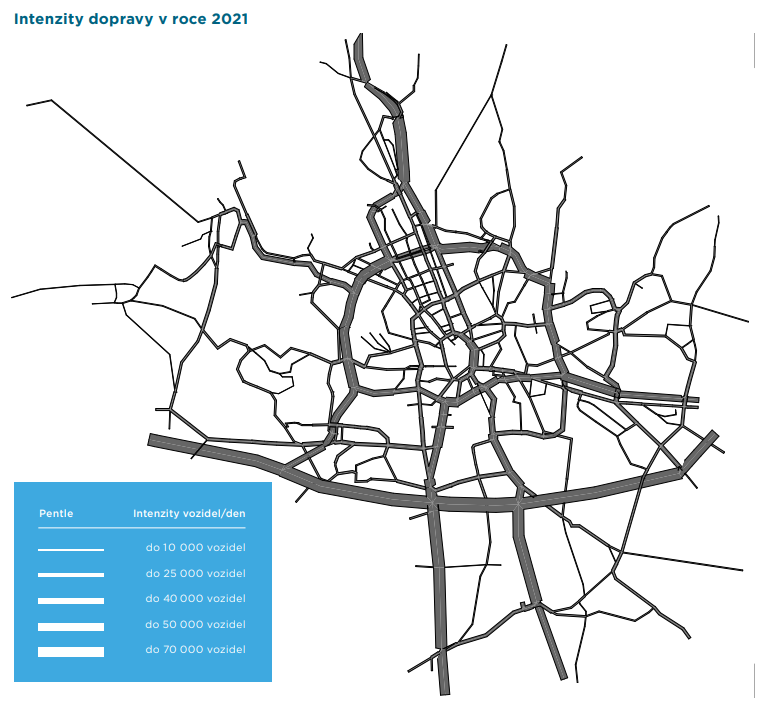 Intenzity dopravy v roce 2021
Pentle Intenzity vozidel/den
do 10 000 vozidel
do 25 000 vozidel
do 40 000 vozidel
do 50 000 vozidel
do 70 000 vozidel